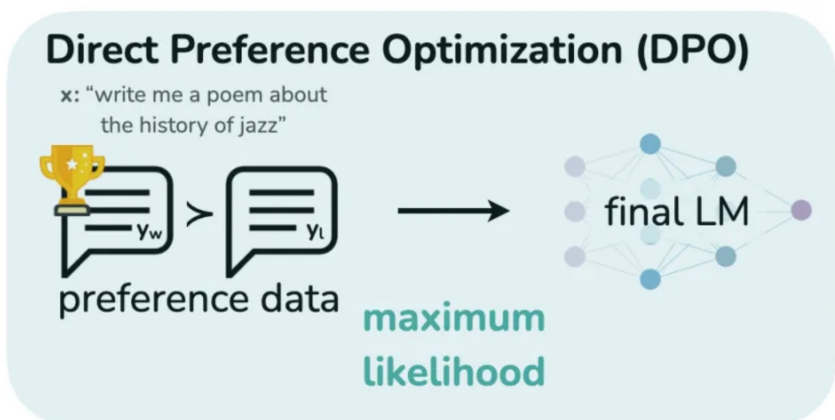 Direct Preference Optimization (DPO)
x: “write me a poem about
the history of jazz”
yw ≻ yl
preference data
final LM
maximum
likelihood